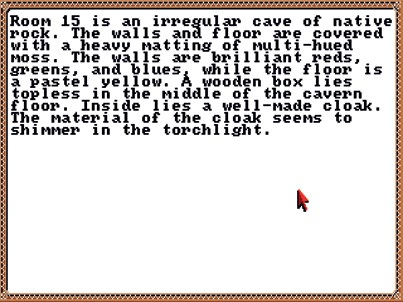 Room 15 is an irregular cave of native
rock. The walls and floor are covered
with a heavy matting of multi-hued
moss. The walls are brilliant reds,
greens, and blues, while the floor is
a pastel yellow. A wooden box lies
topless in the middle of the cavern
floor. Inside lies a well-made cloak.
The material of the cloak seems to
shimmer in the torchlight.